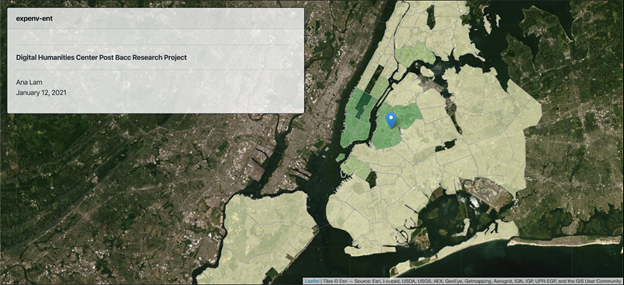 expenv-ent
Digital Humanities Center Post Bacc Research Project
Ana Lam
January 12, 2021
Leaflet | Tiles © Esri — Source: Esri, i-cubed, USDA, USGS, AEX, GeoEye, Getmapping, Aerogrid, IGN, IGP, UPR-EGP, and the GIS User Community